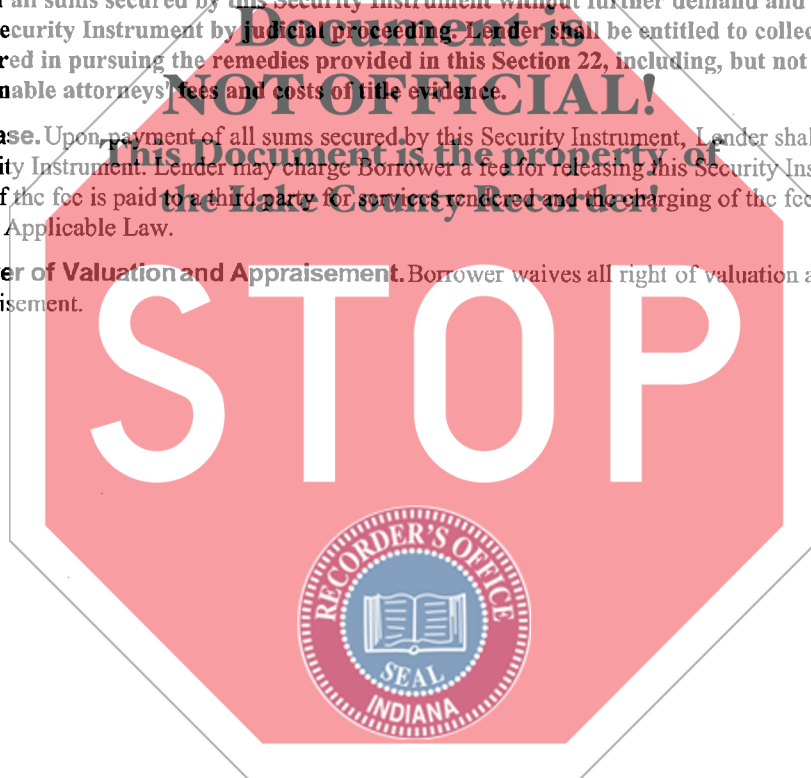 all sums secured by this Security Instrument without further demand and
Document is
ecurity Instrument by judicial proceeding. Lender shall be entitled to collec
red in pursuing the remedies provided in this Section 22, including, but not
NOT OFFICIAL!
nable attorneys' fees and costs of title evidence.
ase. Upon payment of all sums secured by this Security Instrument, Lender shal
This Document is the property of
ity Instrument. Lender may charge Borrower a fee for releasing this Security Ins
the Lake County Recorder!
f the fee is paid to a third party for services rendered and the charging of the fee
Applicable Law.
er of Valuation and Appraisement. Borrower waives all right of valuation a
isement.
STOP
RECORDER'S OFFICE
SEAL
INDIANA